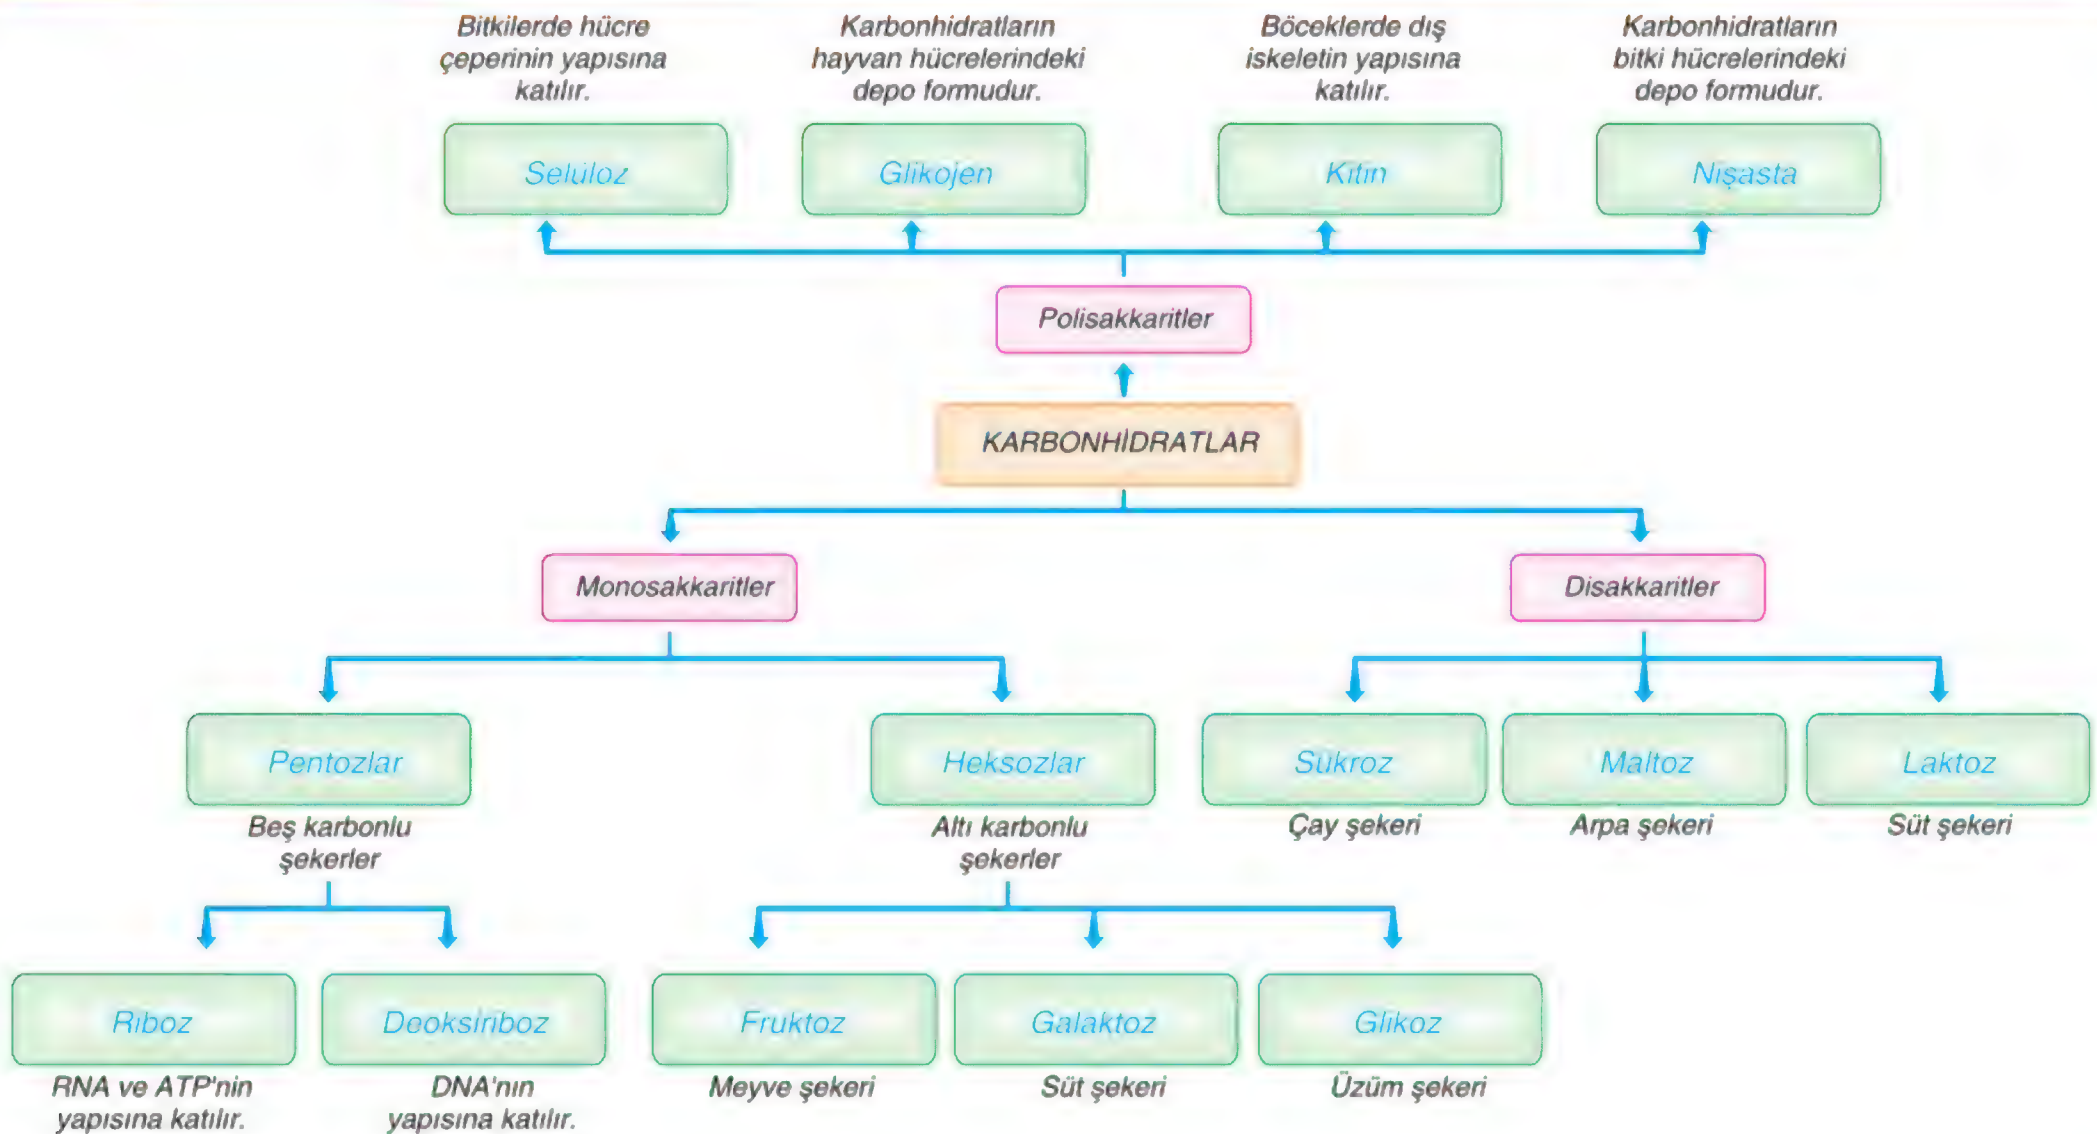 Bitkilerde hücre
çeperinin yapısına
katılır.
Karbonhidratların
hayvan hücrelerindeki
depo formudur.
Böceklerde dış
iskeletin yapısına
katılır.
Karbonhidratların
bitki hücrelerindeki
depo formudur.
Selüloz
Glikojen
Kitin
Nişasta
Polisakkaritler
KARBONHİDRATLAR
Monosakkaritler
Disakkaritler
Pentozlar
Heksozlar
Sükroz
Maltoz
Laktoz
Beş karbonlu
şekerler
Altı karbonlu
şekerler
Çay şekeri
Arpa şekeri
Süt şekeri
Riboz
Deoksiriboz
Fruktoz
Galaktoz
Glikoz
RNA ve ATP'nin
yapısına katılır.
DNA'nın
yapısına katılır.
Meyve şekeri
Süt şekeri
Üzüm şekeri